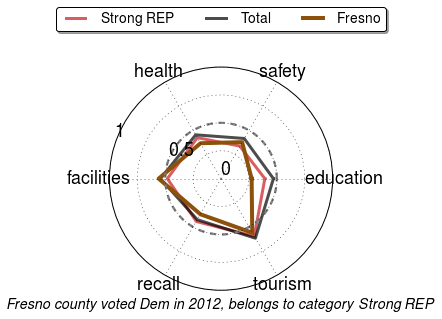 Strong REP Total Fresno
health safety
1
0.5
0
facilities education
recall tourism
Fresno county voted Dem in 2012, belongs to category Strong REP